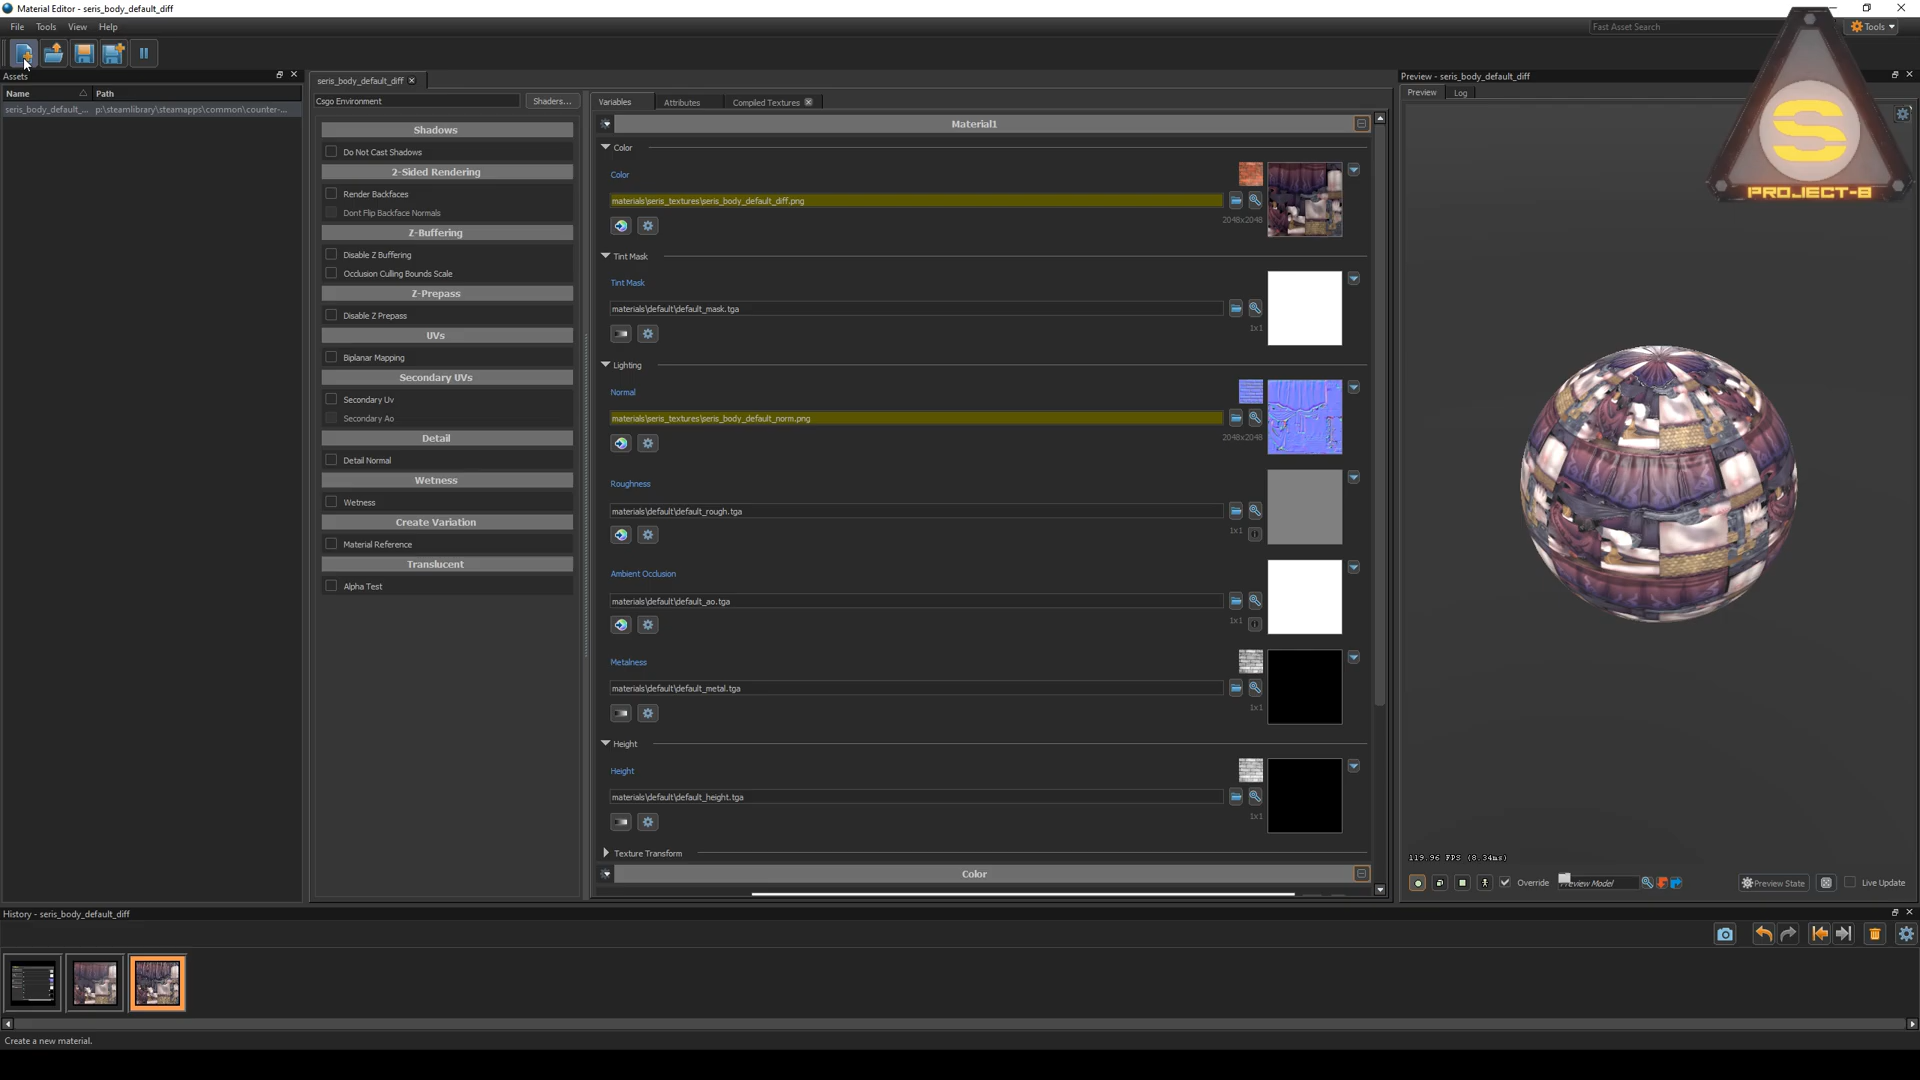 Material Editor - seris_body_default_diff
File Tools View Help
Fast Asset Search
Tools
Assets
Name Path
seris_body_default_... p:\steamlibrary\steamapps\common\counter-...
seris_body_default_diff
Csgo Environment
Shaders...
Shadows
Do Not Cast Shadows
2-Sided Rendering
Render Backfaces
Dont Flip Backface Normals
Z-Buffering
Disable Z Buffering
Occlusion Culling Bounds Scale
Z-Prepass
Disable Z Prepass
UVs
Biplanar Mapping
Secondary UVs
Secondary Uv
Secondary Ao
Detail
Detail Normal
Wetness
Wetness
Create Variation
Material Reference
Translucent
Alpha Test
Variables Attributes Compiled Textures
Material1
Color
Color
materials\seris_textures\seris_body_default_diff.png
2048x2048
Tint Mask
Tint Mask
materials\default\default_mask.tga
1x1
Lighting
Normal
materials\seris_textures\seris_body_default_norm.png
2048x2048
Roughness
materials\default\default_rough.tga
1x1
Ambient Occlusion
materials\default\default_ao.tga
1x1
Metalness
materials\default\default_metal.tga
1x1
Height
Height
materials\default\default_height.tga
1x1
Texture Transform
Color
Preview - seris_body_default_diff
Preview Log
S
PROJECT-8
119.96 FPS (8.34ms)
Override
Preview Model
Preview State
Live Update
History - seris_body_default_diff
Create a new material.